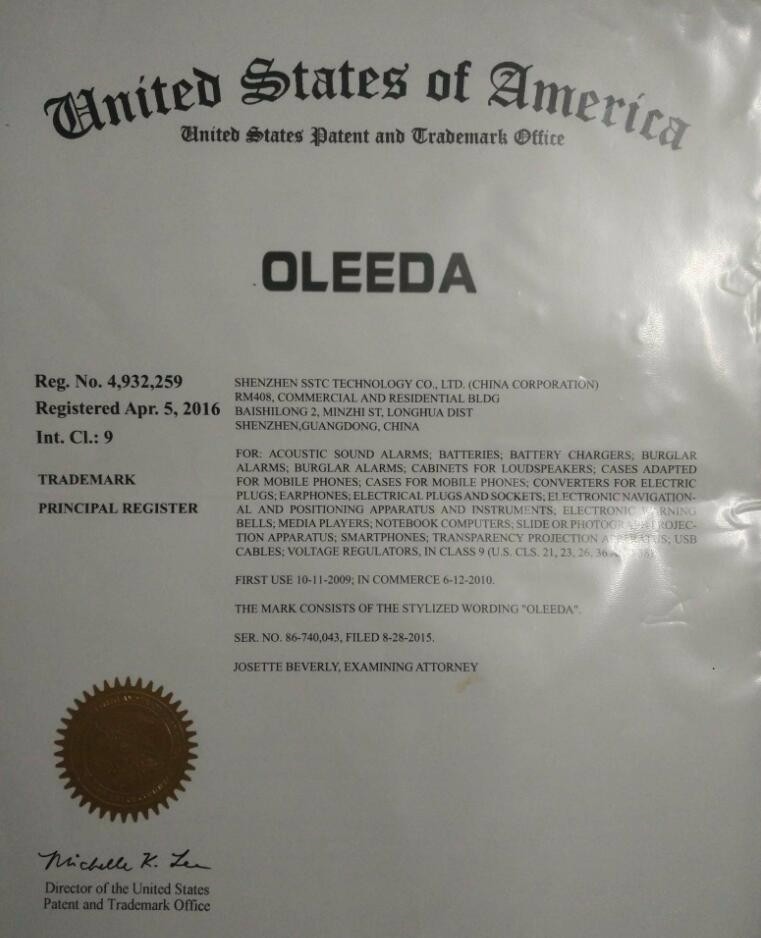 United States of America
United States Patent and Trademark Office
OLEEDA
Reg. No. 4,932,259
Registered Apr. 5, 2016
Int. Cl.: 9
TRADEMARK
PRINCIPAL REGISTER
SHENZHEN SSTC TECHNOLOGY CO., LTD. (CHINA CORPORATION)
RM408, COMMERCIAL AND RESIDENTIAL BLDG
BAISHILONG 2, MINZHI ST, LONGHUA DIST
SHENZHEN,GUANGDONG, CHINA
FOR: ACOUSTIC SOUND ALARMS; BATTERIES; BATTERY CHARGERS; BURGLAR
ALARMS; BURGLAR ALARMS; CABINETS FOR LOUDSPEAKERS; CASES ADAPTED
FOR MOBILE PHONES; CASES FOR MOBILE PHONES; CONVERTERS FOR ELECTRIC
PLUGS; EARPHONES; ELECTRICAL PLUGS AND SOCKETS; ELECTRONIC NAVIGATION-
AL AND POSITIONING APPARATUS AND INSTRUMENTS; ELECTRONIC WARNING
BELLS; MEDIA PLAYERS; NOTEBOOK COMPUTERS; SLIDE OR PHOTOGRAPH PROJEC-
TION APPARATUS; SMARTPHONES; TRANSPARENCY PROJECTION APPARATUS; USB
CABLES; VOLTAGE REGULATORS, IN CLASS 9 (U.S. CLS. 21, 23, 26, 36
FIRST USE 10-11-2009; IN COMMERCE 6-12-2010.
THE MARK CONSISTS OF THE STYLIZED WORDING "OLEEDA".
SER. NO. 86-740,043, FILED 8-28-2015.
JOSETTE BEVERLY, EXAMINING ATTORNEY
Michelle K. Lee
Director of the United States
Patent and Trademark Office